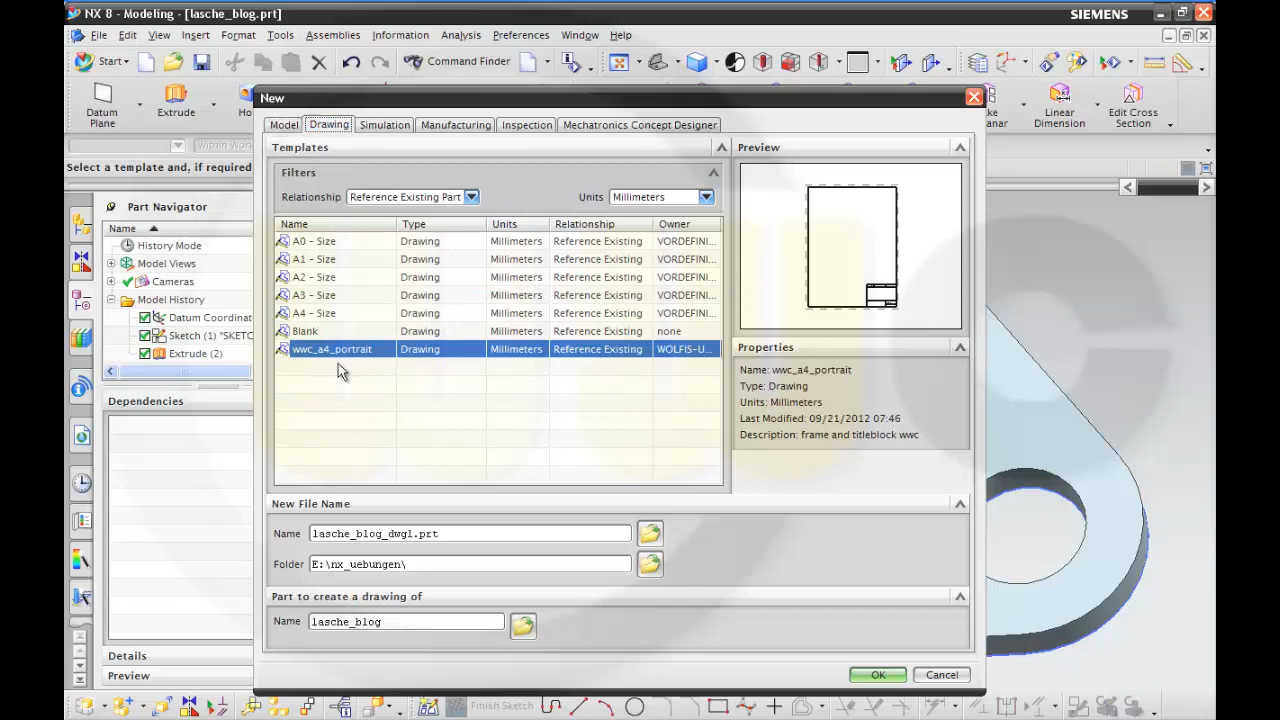 NX 8 - Modeling - [lasche_blog.prt]
SIEMENS
File Edit View Insert Format Tools Assemblies Information Analysis Preferences Window Help
Start
Command Finder
Datum Plane
Extrude
Linear Dimension
Edit Cross Section
Select a template and, if required
Within Work
Part Navigator
Name
History Mode
Model Views
Cameras
Model History
Datum Coordinat
Sketch (1) "SKETC
Extrude (2)
Dependencies
Details
Preview
New
Model Drawing Simulation Manufacturing Inspection Mechatronics Concept Designer
Templates
Filters
Relationship Reference Existing Part Units Millimeters
Name Type Units Relationship Owner
A0 - Size Drawing Millimeters Reference Existing VORDEFINI...
A1 - Size Drawing Millimeters Reference Existing VORDEFINI...
A2 - Size Drawing Millimeters Reference Existing VORDEFINI...
A3 - Size Drawing Millimeters Reference Existing VORDEFINI...
A4 - Size Drawing Millimeters Reference Existing VORDEFINI...
Blank Drawing Millimeters Reference Existing none
wwc_a4_portrait Drawing Millimeters Reference Existing WOLFIS-U...
Preview
Properties
Name: wwc_a4_portrait
Type: Drawing
Units: Millimeters
Last Modified: 09/21/2012 07:46
Description: frame and titleblock wwc
New File Name
Name lasche_blog_dwg1.prt
Folder E:\nx_uebungen\
Part to create a drawing of
Name lasche_blog
OK Cancel
Finish Sketch